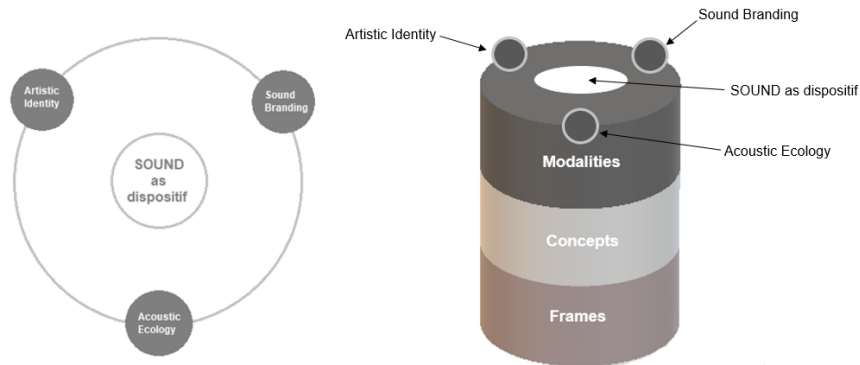 Artistic
Identity
Sound
Branding
SOUND
as
dispositif
Acoustic
Ecology
Sound Branding
Artistic Identity
SOUND as dispositif
Acoustic Ecology
Modalities
Concepts
Frames